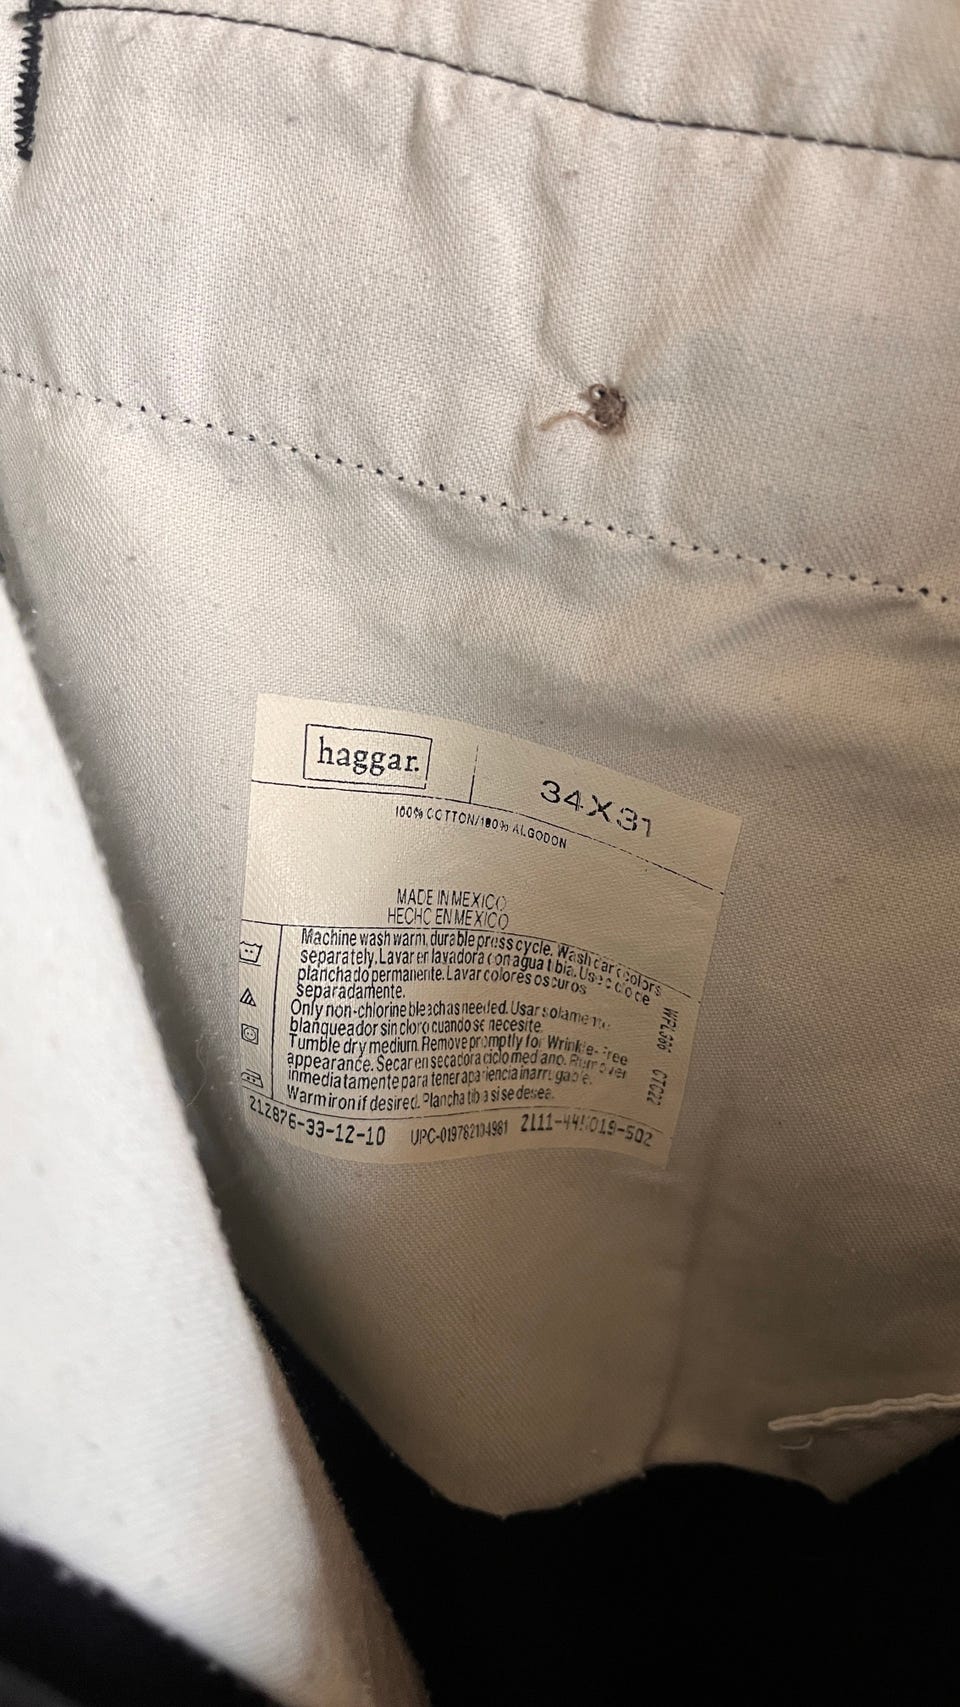 haggar.
34X31
100% COTTON/100% ALGODON
MADE IN MEXICO
HECHO EN MEXICO
Machine wash warm, durable press cycle. Wash dark colors
separately. Lavar en lavadora con agua tibia. Use ciclo de
planchado permanente. Lavar colores oscuros
separadamente.
Only non-chlorine bleach as needed. Usar solamente
blanqueador sin cloro cuando se necesite.
Tumble dry medium. Remove promptly for Wrinkle-Free
appearance. Secar en secadora ciclo mediano. Remover
inmediatamente para tener apariencia inarrugable.
Warm iron if desired. Plancha tibia si se desea.
212876-33-12-10
UPC-019782104981